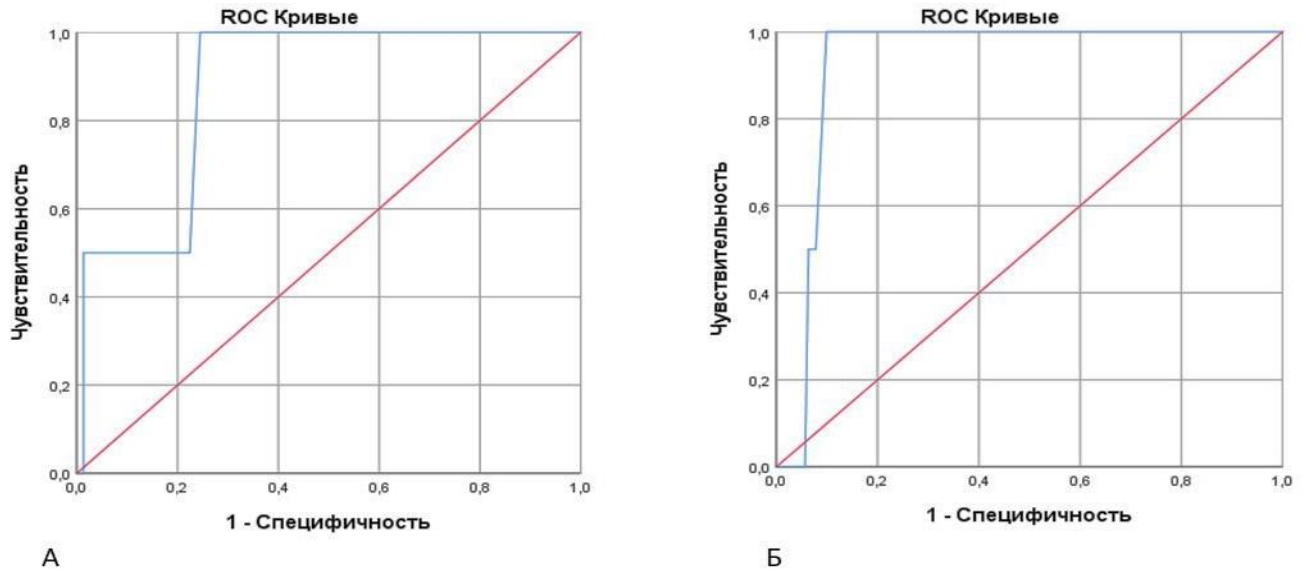 ROC Кривые
Чувствительность
1,0
0,8
0,6
0,4
0,2
0,0
0,0 0,2 0,4 0,6 0,8 1,0
1 - Специфичность
А
ROC Кривые
Чувствительность
1,0
0,8
0,6
0,4
0,2
0,0
0,0 0,2 0,4 0,6 0,8 1,0
1 - Специфичность
Б